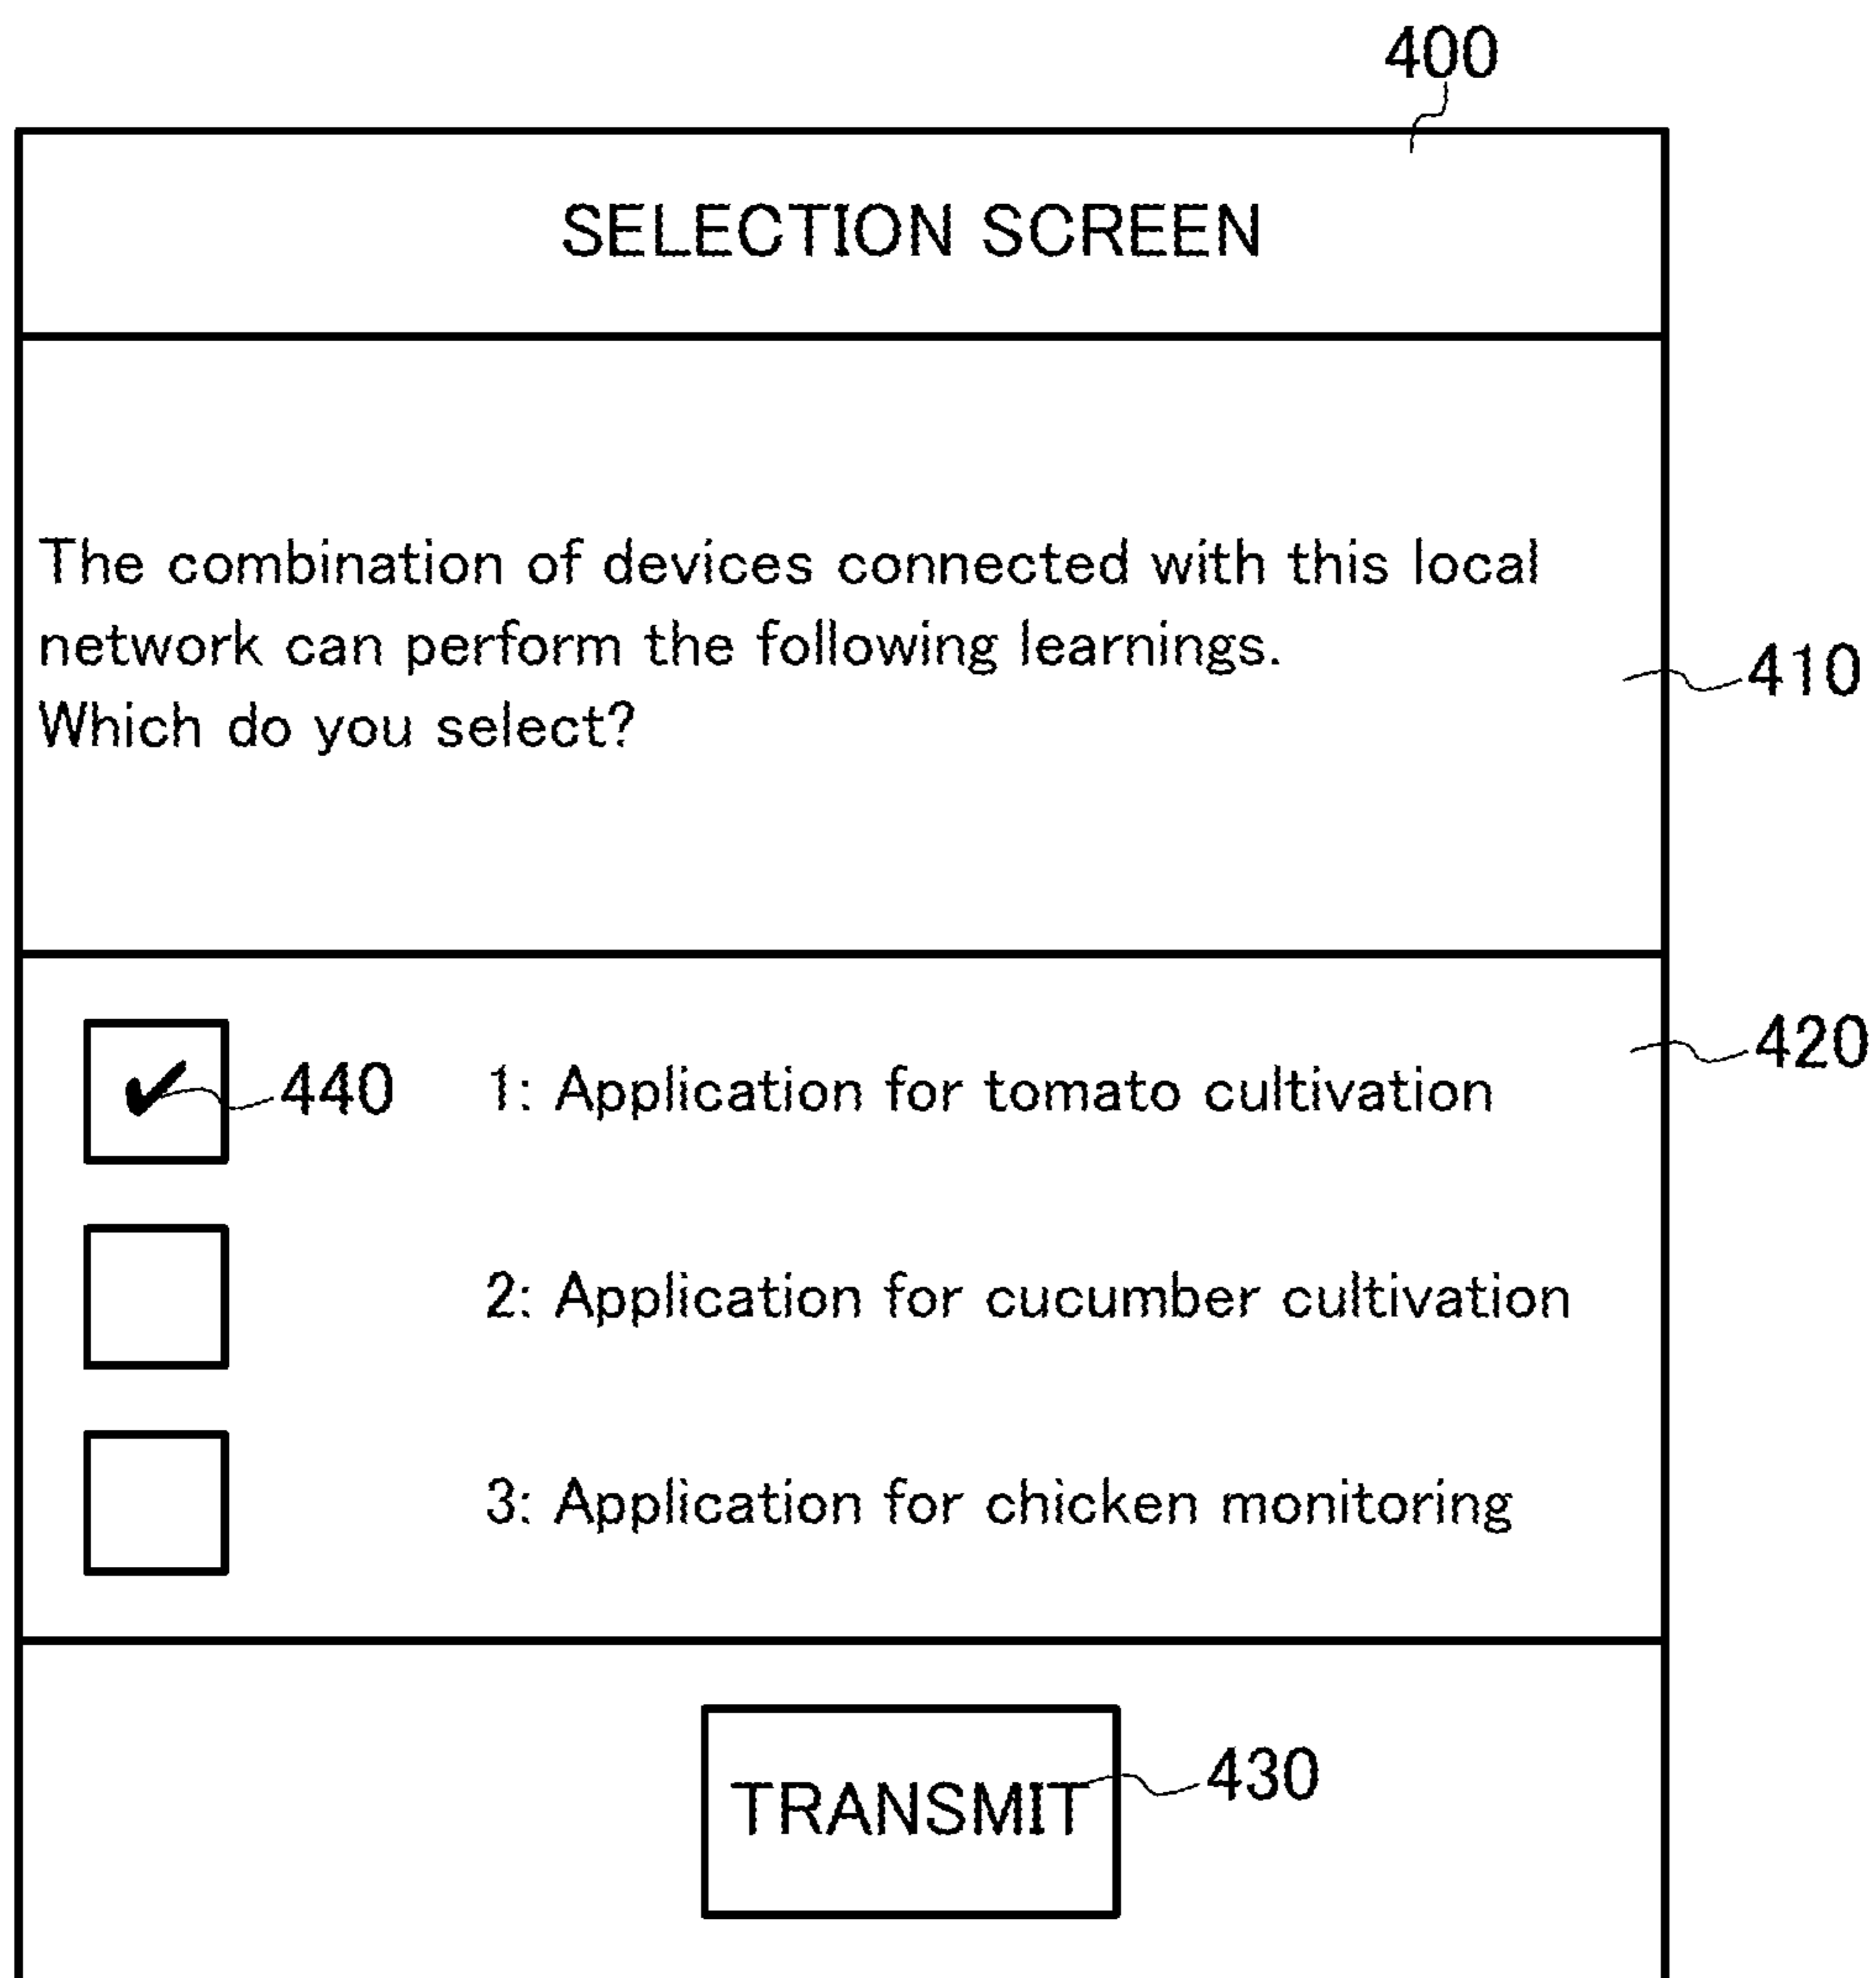 400
SELECTION SCREEN
The combination of devices connected with this local
network can perform the following learnings.
Which do you select?
410
420
440 1: Application for tomato cultivation
2: Application for cucumber cultivation
3: Application for chicken monitoring
TRANSMIT 430